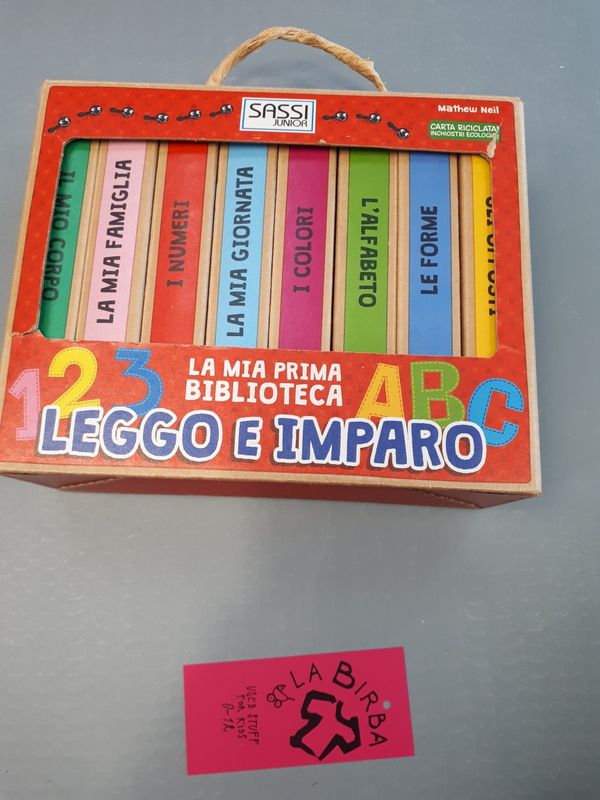 SASSI
JUNIOR
Mathew Neil
CARTA RICICLATA
INCHIOSTRI ECOLOGICI
IL MIO CORPO
LA MIA FAMIGLIA
I NUMERI
LA MIA GIORNATA
I COLORI
L'ALFABETO
LE FORME
123
LA MIA PRIMA
BIBLIOTECA
ABC
LEGGO E IMPARO
LA BIRBA
USED STUFF
FOR KIDS
0-12